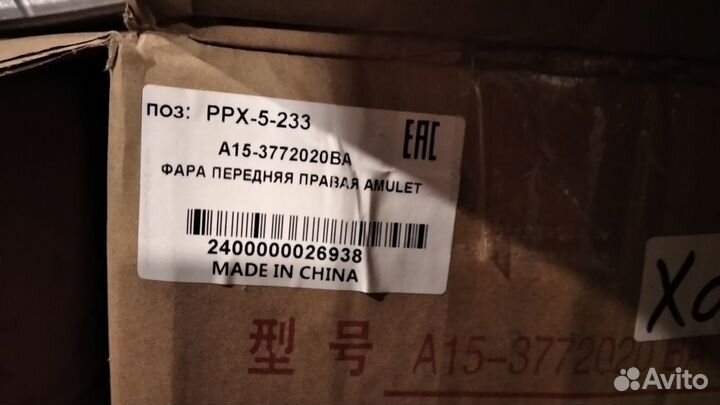 ПОЗ: PPX-5-233
EAC
A15-3772020BA
ФАРА ПЕРЕДНЯЯ ПРАВАЯ AMULET
2400000026938
MADE IN CHINA
型号 A15-3772020BA
Avito